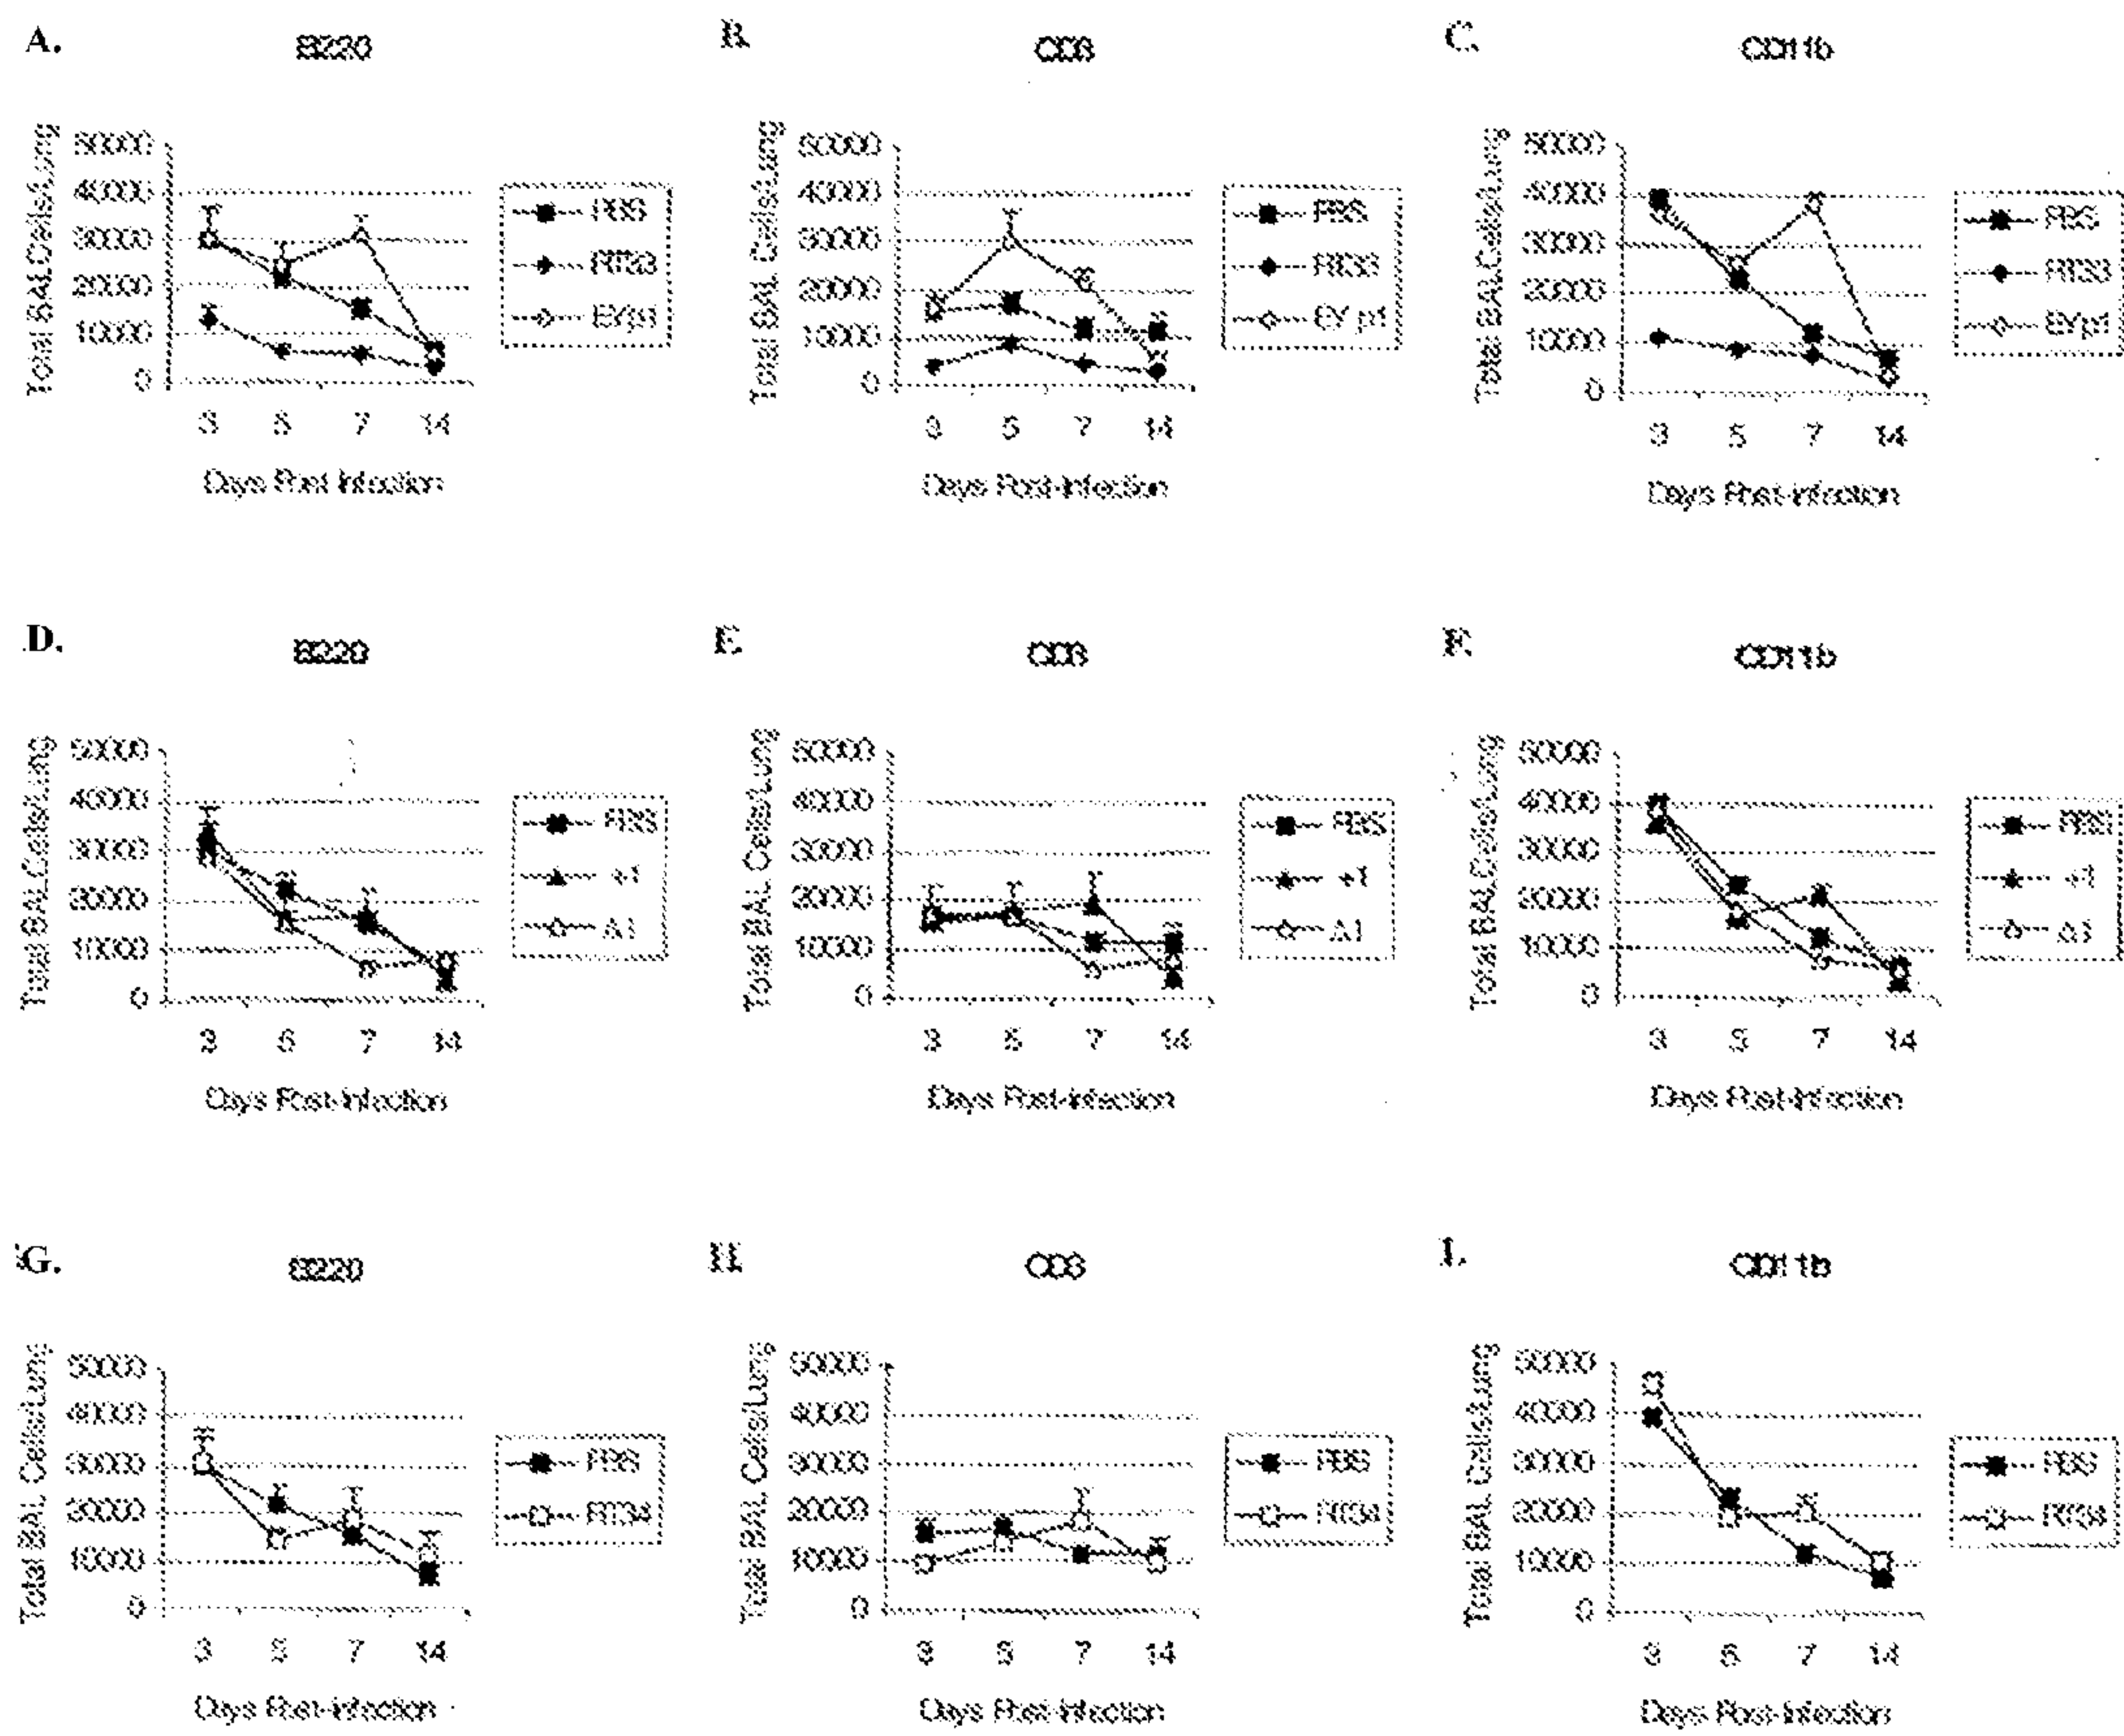 A.
B220
Total BAL Cells/Lung
50000
40000
30000
20000
10000
0
3 5 7 14
Days Post Infection
PBS
EYp1
B.
CD3
Total BAL Cells/Lung
50000
40000
30000
20000
10000
0
3 5 7 14
Days Post-Infection
PBS
EYp1
C.
CD11b
Total BAL Cells/Lung
50000
40000
30000
20000
10000
0
3 5 7 14
Days Post-Infection
PBS
EYp1
D.
B220
Total BAL Cells/Lung
50000
40000
30000
20000
10000
0
3 5 7 14
Days Post-Infection
PBS
Δ1
E.
CD3
Total BAL Cells/Lung
50000
40000
30000
20000
10000
0
3 5 7 14
Days Post-Infection
PBS
Δ1
F.
CD11b
Total BAL Cells/Lung
50000
40000
30000
20000
10000
0
3 5 7 14
Days Post-Infection
PBS
Δ1
G.
B220
Total BAL Cells/Lung
50000
40000
30000
20000
10000
0
3 5 7 14
Days Post-Infection
PBS
RT34
H.
CD3
Total BAL Cells/Lung
50000
40000
30000
20000
10000
0
3 5 7 14
Days Post-Infection
PBS
RT34
I.
CD11b
Total BAL Cells/Lung
50000
40000
30000
20000
10000
0
3 5 7 14
Days Post-Infection
PBS
RT34